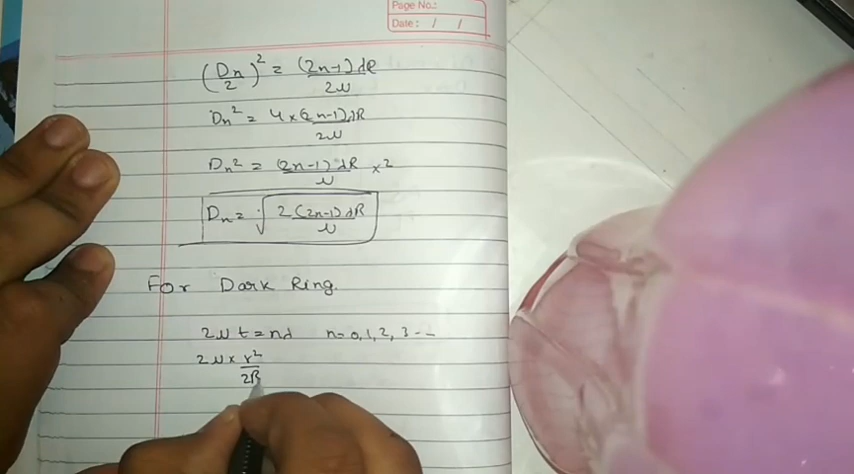 Page No.:
Date: / /
(Dn/2)² = (2n-1)λR/2μ
Dn² = 4×(2n-1)λR/2μ
Dn² = (2n-1)λR/μ ×2
Dn = √2(2n-1)λR/μ
For Dark Ring.
2μt = nλ n=0,1,2,3--
2μ × r²/2R